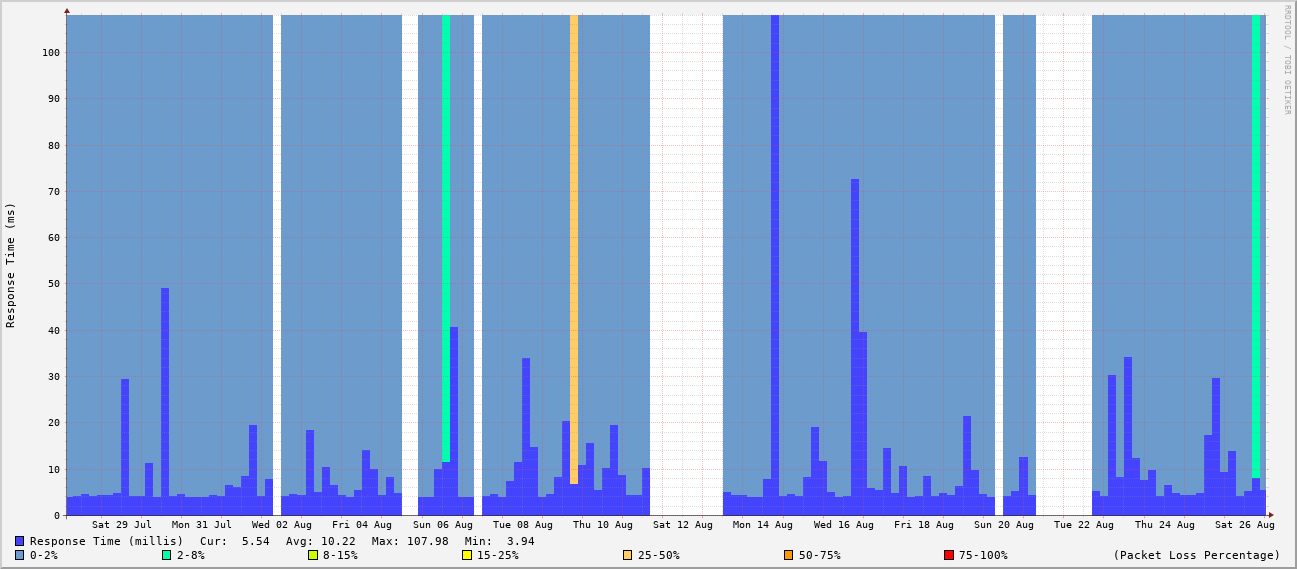 RRDTOOL / TOBI OETIKER
Response Time (ms)
100
90
80
70
60
50
40
30
20
10
0
Sat 29 Jul Mon 31 Jul Wed 02 Aug Fri 04 Aug Sun 06 Aug Tue 08 Aug Thu 10 Aug Sat 12 Aug Mon 14 Aug Wed 16 Aug Fri 18 Aug Sun 20 Aug Tue 22 Aug Thu 24 Aug Sat 26 Aug
Response Time (millis) Cur: 5.54 Avg: 10.22 Max: 107.98 Min: 3.94
0-2% 2-8% 8-15% 15-25% 25-50% 50-75% 75-100% (Packet Loss Percentage)